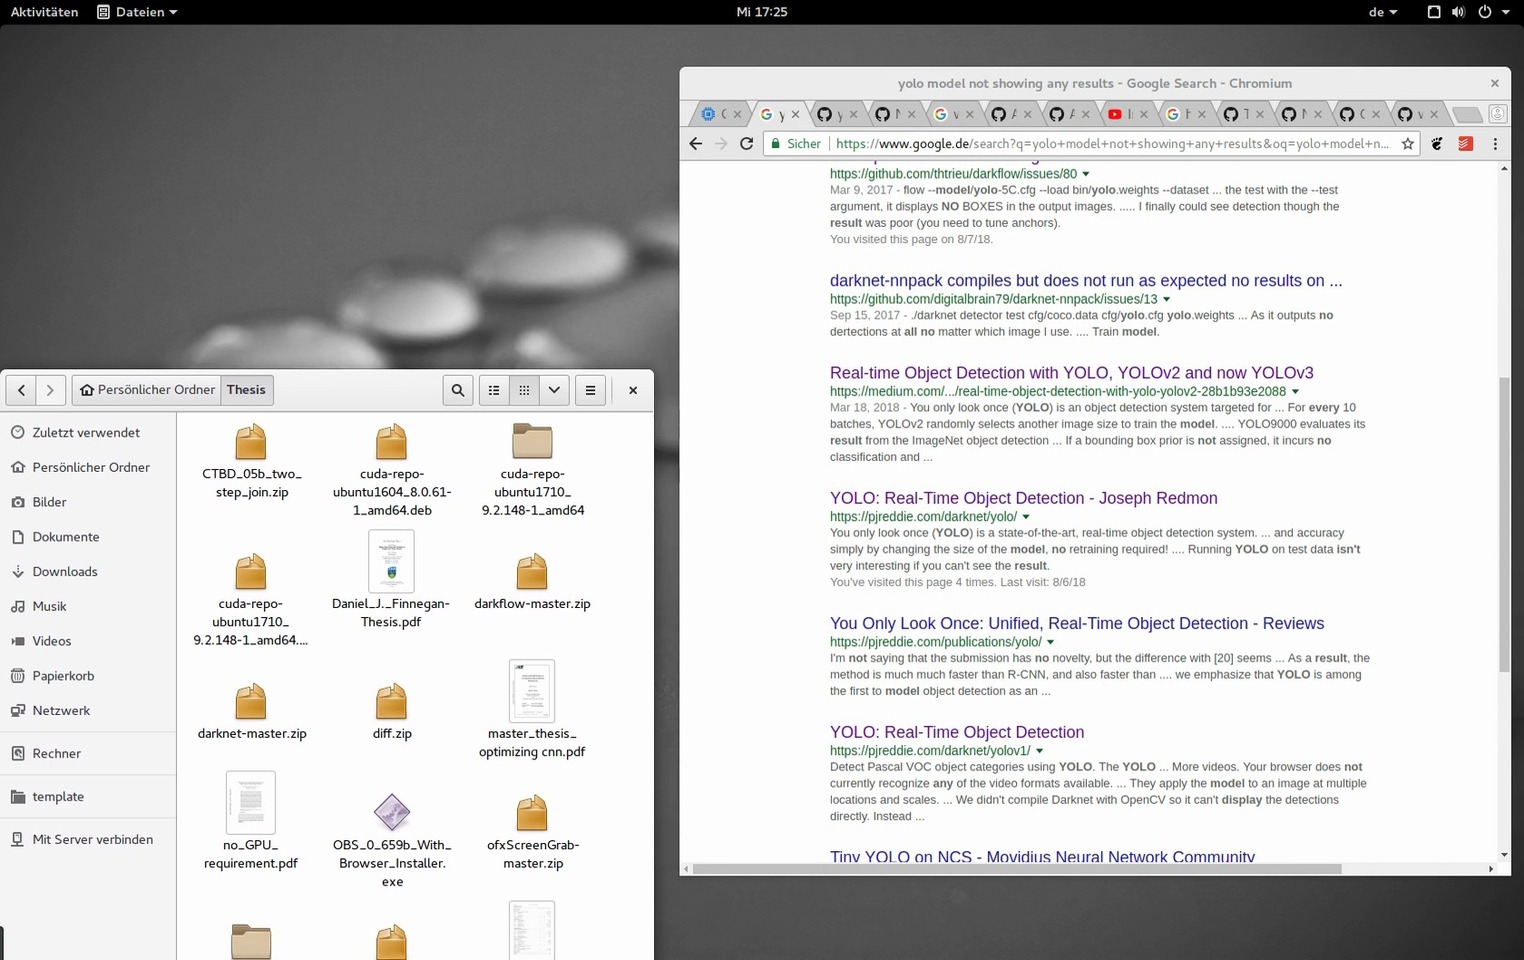 Aktivitäten
Dateien
Mi 17:25
de
yolo model not showing any results - Google Search - Chromium
Sicher
https://www.google.de/search?q=yolo+model+not+showing+any+results&oq=yolo+model+n...
https://github.com/thtrieu/darkflow/issues/80
Mar 9, 2017 - flow --model/yolo-5C.cfg --load bin/yolo.weights --dataset ... the test with the --test
argument, it displays NO BOXES in the output images. ..... I finally could see detection though the
result was poor (you need to tune anchors).
You visited this page on 8/7/18.
darknet-nnpack compiles but does not run as expected no results on ...
https://github.com/digitalbrain79/darknet-nnpack/issues/13
Sep 15, 2017 - ./darknet detector test cfg/coco.data cfg/yolo.cfg yolo.weights ... As it outputs no
dertections at all no matter which image I use. .... Train model.
Real-time Object Detection with YOLO, YOLOv2 and now YOLOv3
https://medium.com/.../real-time-object-detection-with-yolo-yolov2-28b1b93e2088
Mar 18, 2018 - You only look once (YOLO) is an object detection system targeted for ... For every 10
batches, YOLOv2 randomly selects another image size to train the model. .... YOLO9000 evaluates its
result from the ImageNet object detection ... If a bounding box prior is not assigned, it incurs no
classification and ...
YOLO: Real-Time Object Detection - Joseph Redmon
https://pjreddie.com/darknet/yolo/
You only look once (YOLO) is a state-of-the-art, real-time object detection system. ... and accuracy
simply by changing the size of the model, no retraining required! .... Running YOLO on test data isn't
very interesting if you can't see the result.
You've visited this page 4 times. Last visit: 8/6/18
You Only Look Once: Unified, Real-Time Object Detection - Reviews
https://pjreddie.com/publications/yolo/
I'm not saying that the submission has no novelty, but the difference with [20] seems ... As a result, the
method is much much faster than R-CNN, and also faster than .... we emphasize that YOLO is among
the first to model object detection as an ...
YOLO: Real-Time Object Detection
https://pjreddie.com/darknet/yolov1/
Detect Pascal VOC object categories using YOLO. The YOLO ... More videos. Your browser does not
currently recognize any of the video formats available. ... They apply the model to an image at multiple
locations and scales. ... We didn't compile Darknet with OpenCV so it can't display the detections
directly. Instead ...
Tiny YOLO on NCS - Movidius Neural Network Community
Persönlicher Ordner
Thesis
Zuletzt verwendet
Persönlicher Ordner
Bilder
Dokumente
Downloads
Musik
Videos
Papierkorb
Netzwerk
Rechner
template
Mit Server verbinden
CTBD_05b_two_
step_join.zip
cuda-repo-
ubuntu1604_8.0.61-
1_amd64.deb
cuda-repo-
ubuntu1710_
9.2.148-1_amd64
cuda-repo-
ubuntu1710_
9.2.148-1_amd64....
Daniel_J._Finnegan-
Thesis.pdf
darkflow-master.zip
darknet-master.zip
diff.zip
master_thesis_
optimizing cnn.pdf
no_GPU_
requirement.pdf
OBS_0_659b_With_
Browser_Installer.
exe
ofxScreenGrab-
master.zip